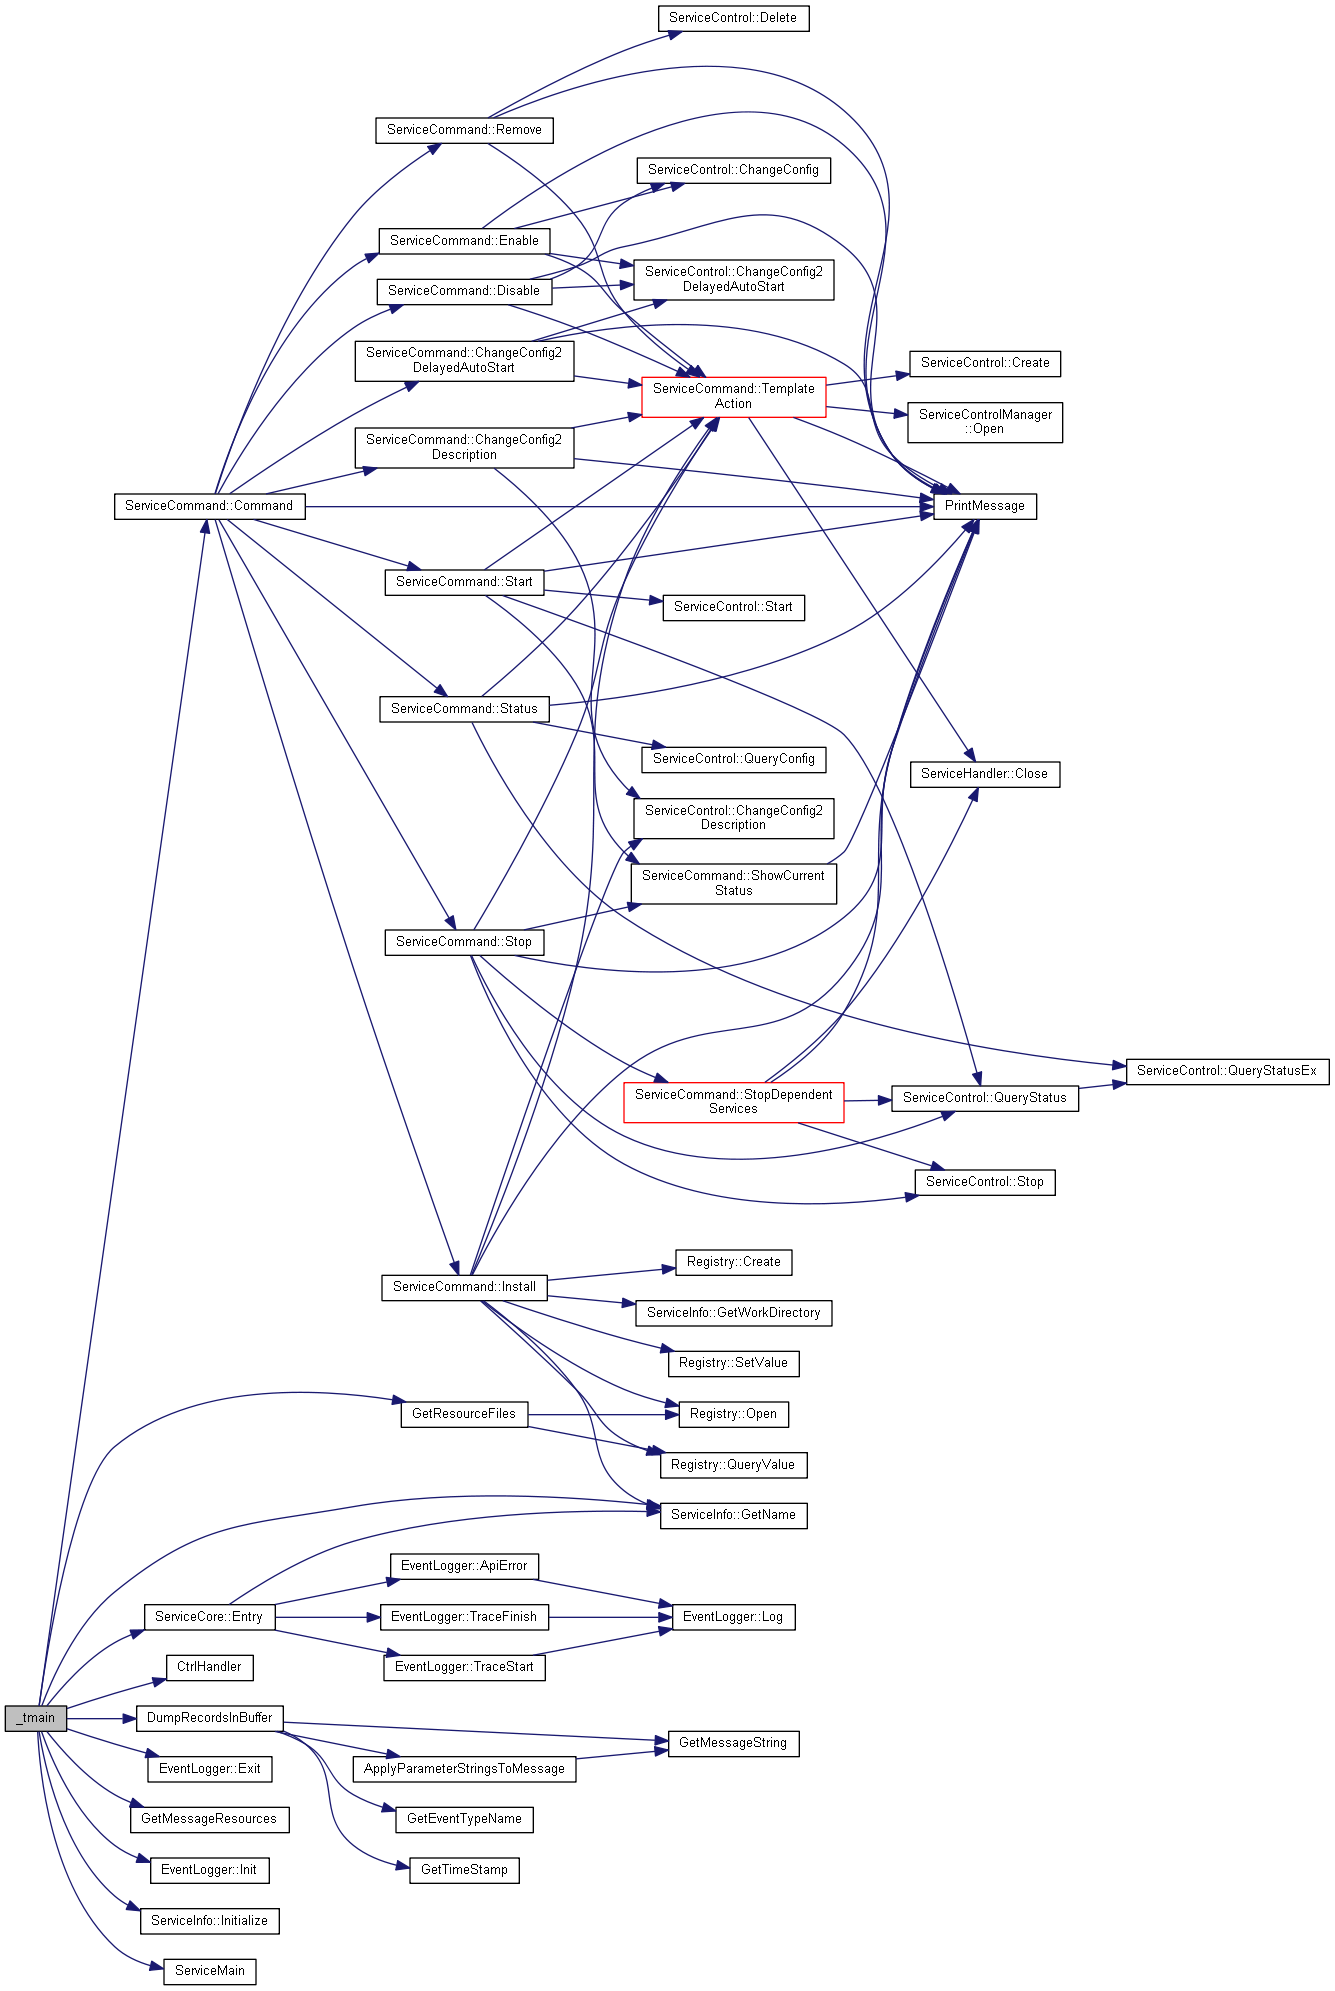 ServiceControl::Delete
ServiceCommand::Remove
ServiceControl::ChangeConfig
ServiceCommand::Enable
ServiceControl::ChangeConfig2
DelayedAutoStart
ServiceCommand::Disable
ServiceCommand::ChangeConfig2
DelayedAutoStart
ServiceControl::Create
ServiceCommand::Template
Action
ServiceControlManager
::Open
ServiceCommand::ChangeConfig2
Description
ServiceCommand::Command
PrintMessage
ServiceCommand::Start
ServiceControl::Start
ServiceCommand::Status
ServiceControl::QueryConfig
ServiceHandler::Close
ServiceControl::ChangeConfig2
Description
ServiceCommand::ShowCurrent
Status
ServiceCommand::Stop
ServiceControl::QueryStatusEx
ServiceCommand::StopDependent
Services
ServiceControl::QueryStatus
ServiceControl::Stop
Registry::Create
ServiceCommand::Install
ServiceInfo::GetWorkDirectory
Registry::SetValue
GetResourceFiles
Registry::Open
Registry::QueryValue
ServiceInfo::GetName
EventLogger::ApiError
ServiceCore::Entry
EventLogger::TraceFinish
EventLogger::Log
CtrlHandler
EventLogger::TraceStart
_tmain
DumpRecordsInBuffer
GetMessageString
EventLogger::Exit
ApplyParameterStringsToMessage
GetMessageResources
GetEventTypeName
EventLogger::Init
GetTimeStamp
ServiceInfo::Initialize
ServiceMain